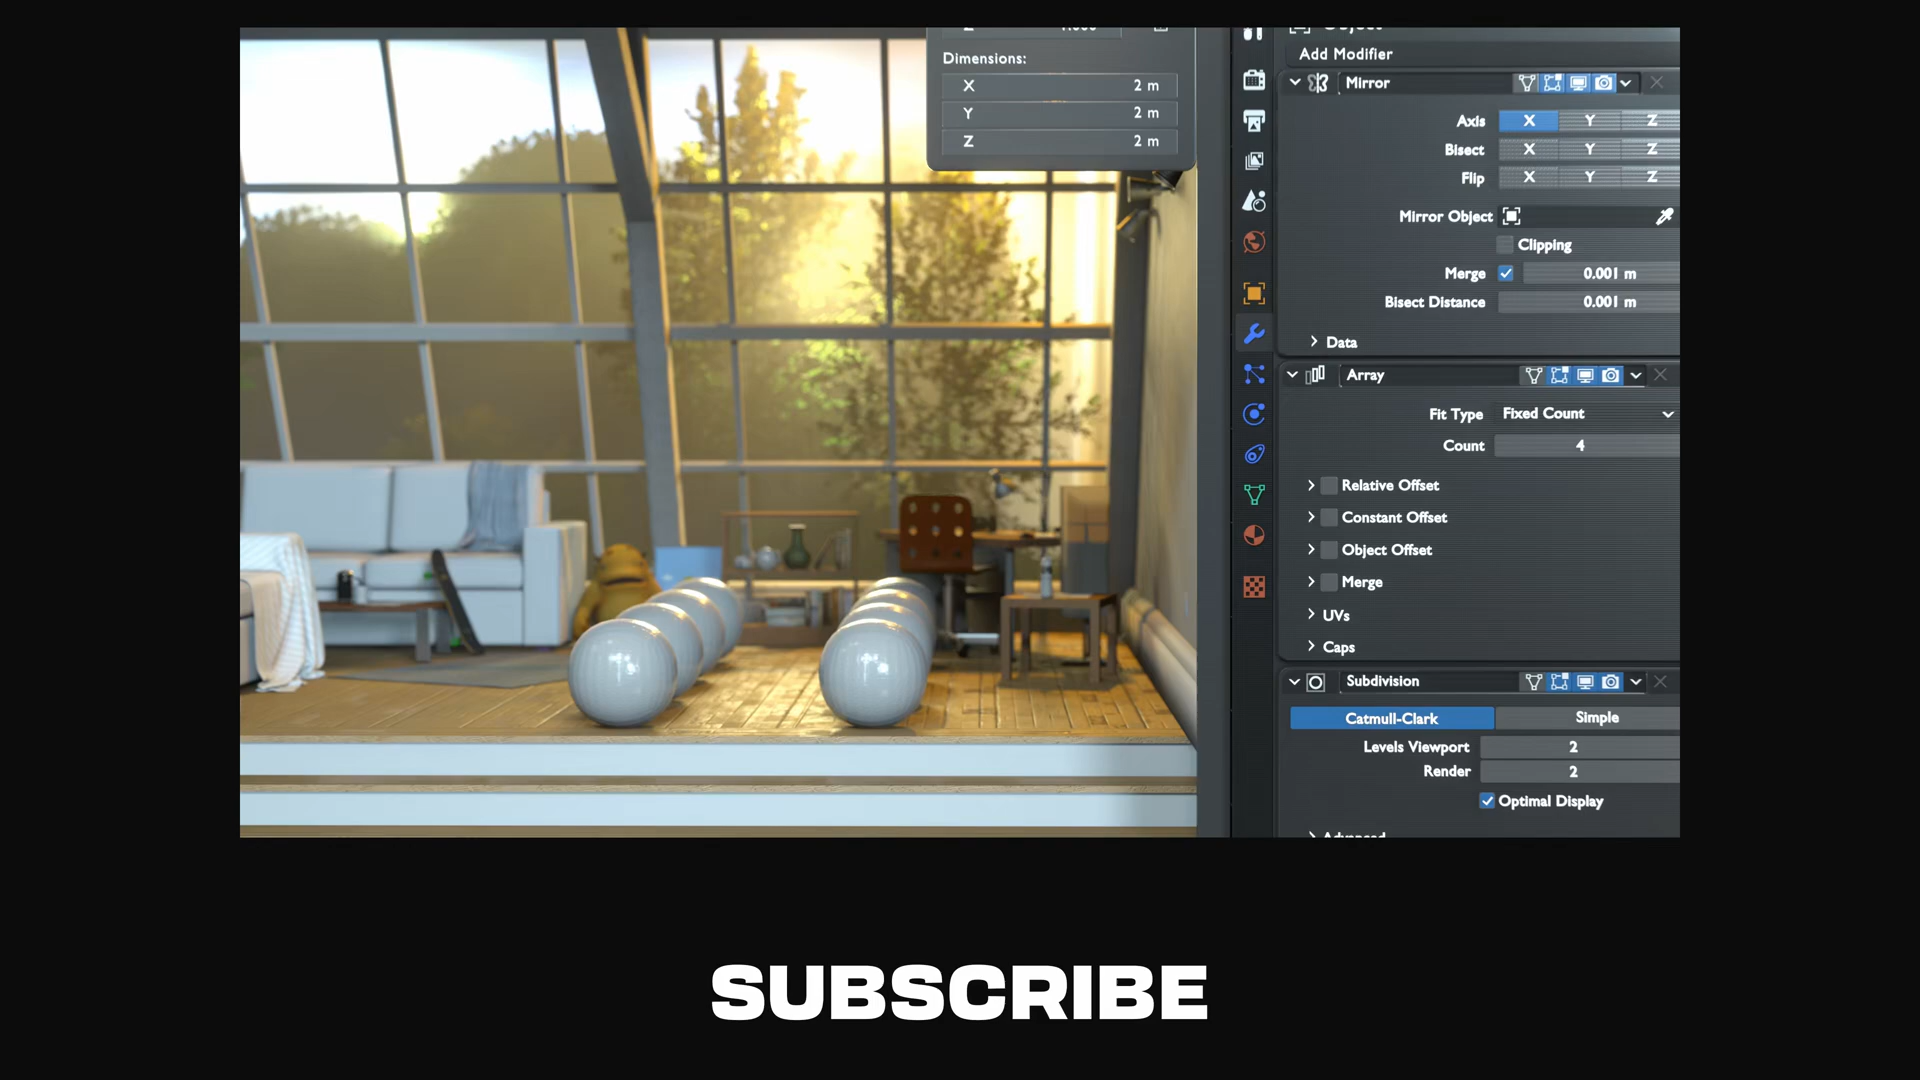 Dimensions:
X 2 m
Y 2 m
Z 2 m
Add Modifier
Mirror
Axis X Y Z
Bisect X Y Z
Flip X Y Z
Mirror Object
Clipping
Merge 0.001 m
Bisect Distance 0.001 m
Data
Array
Fit Type Fixed Count
Count 4
Relative Offset
Constant Offset
Object Offset
Merge
UVs
Caps
Subdivision
Catmull-Clark Simple
Levels Viewport 2
Render 2
Optimal Display
SUBSCRIBE